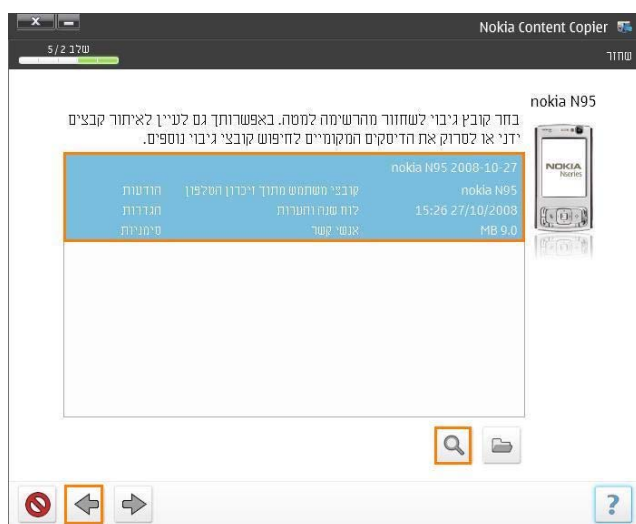 Nokia Content Copier
שחזור
שלב 5/2
nokia N95
בחר קובץ גיבוי לשחזור מהרשימה למטה. באפשרותך גם לעיין לאיתור קבצים
ידני או לסרוק את הדיסקים המקומיים לחיפוש קובצי גיבוי נוספים.
nokia N95 2008-10-27
nokia N95 קובצי משתמש מתוך זיכרון הטלפון הודעות
15:26 27/10/2008 לוח שנה והערות הגדרות
MB 9.0 אנשי קשר סימניות
NOKIA
Nseries
?